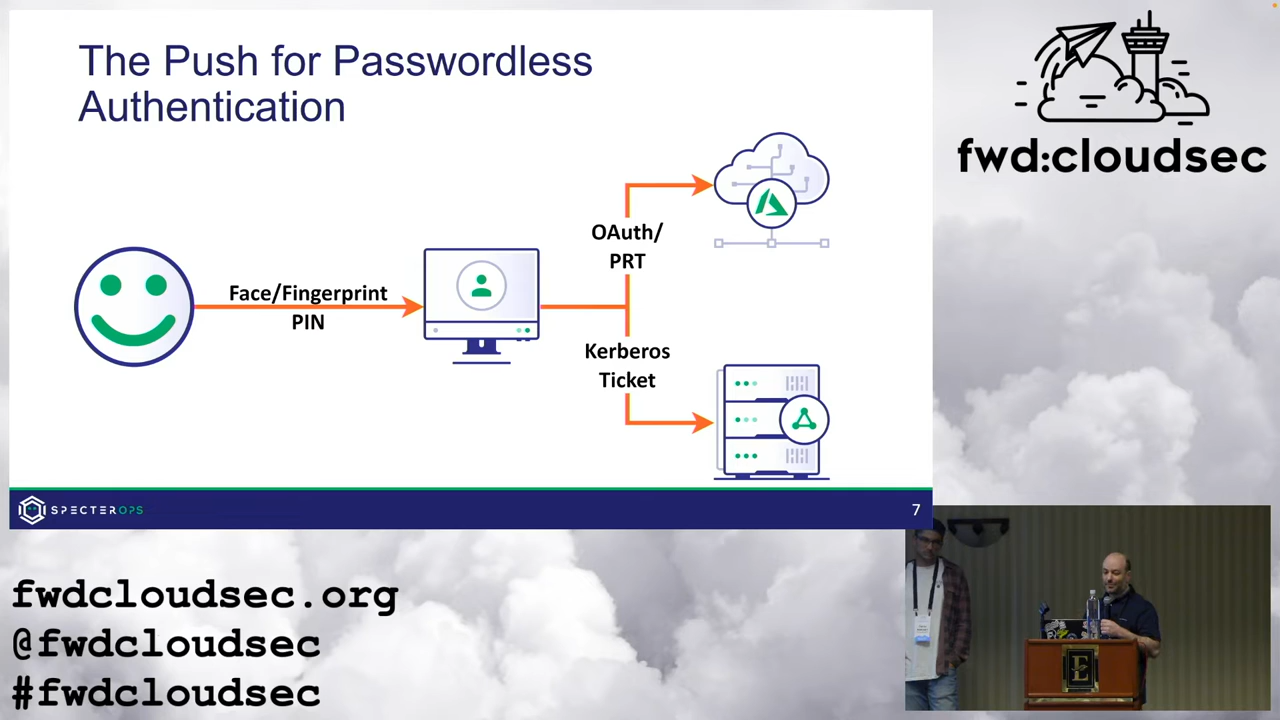 The Push for Passwordless
Authentication
Face/Fingerprint
PIN
OAuth/
PRT
Kerberos
Ticket
SPECTEROPS
7
fwd:cloudsec
fwdcloudsec.org
@fwdcloudsec
#fwdcloudsec
E